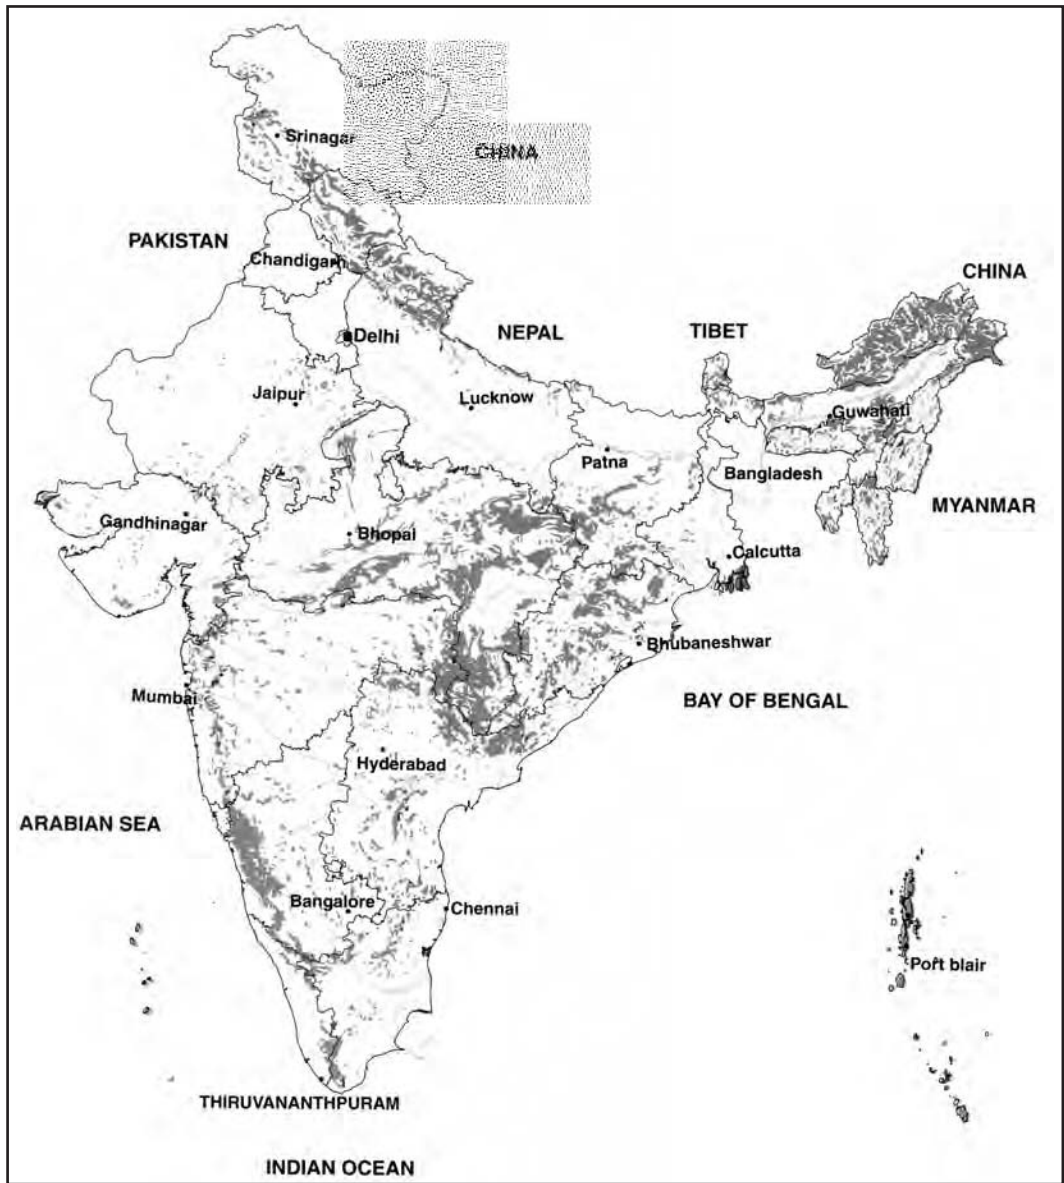 Srinagar
CHINA
PAKISTAN
Chandigarh
CHINA
NEPAL
TIBET
Delhi
Jaipur
Lucknow
Guwahati
Patna
Bangladesh
Gandhinagar
MYANMAR
Bhopal
Calcutta
Bhubaneshwar
Mumbai
BAY OF BENGAL
Hyderabad
ARABIAN SEA
Bangalore
Chennai
Port blair
THIRUVANANTHPURAM
INDIAN OCEAN